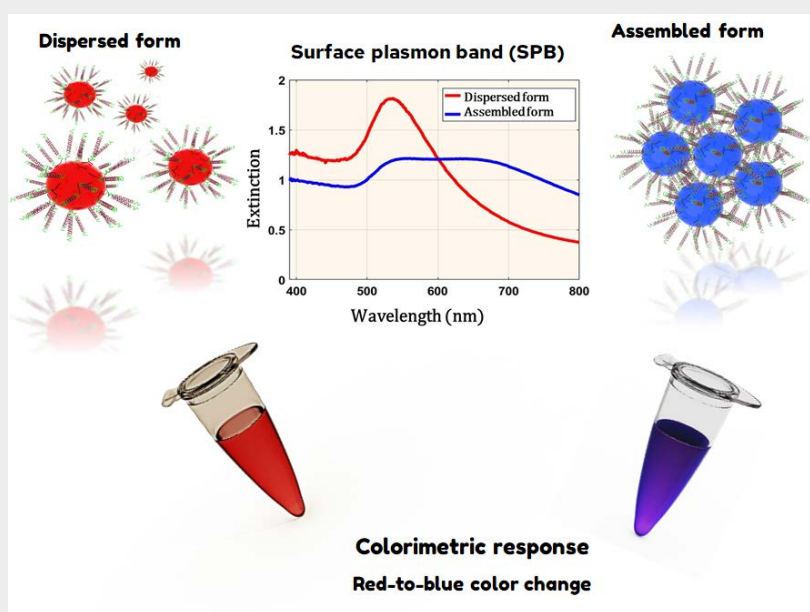 Dispersed form
Surface plasmon band (SPB)
Assembled form
2
1.5
1
0.5
0
Extinction
Dispersed form
Assembled form
400
500
600
700
800
Wavelength (nm)
Colorimetric response
Red-to-blue color change